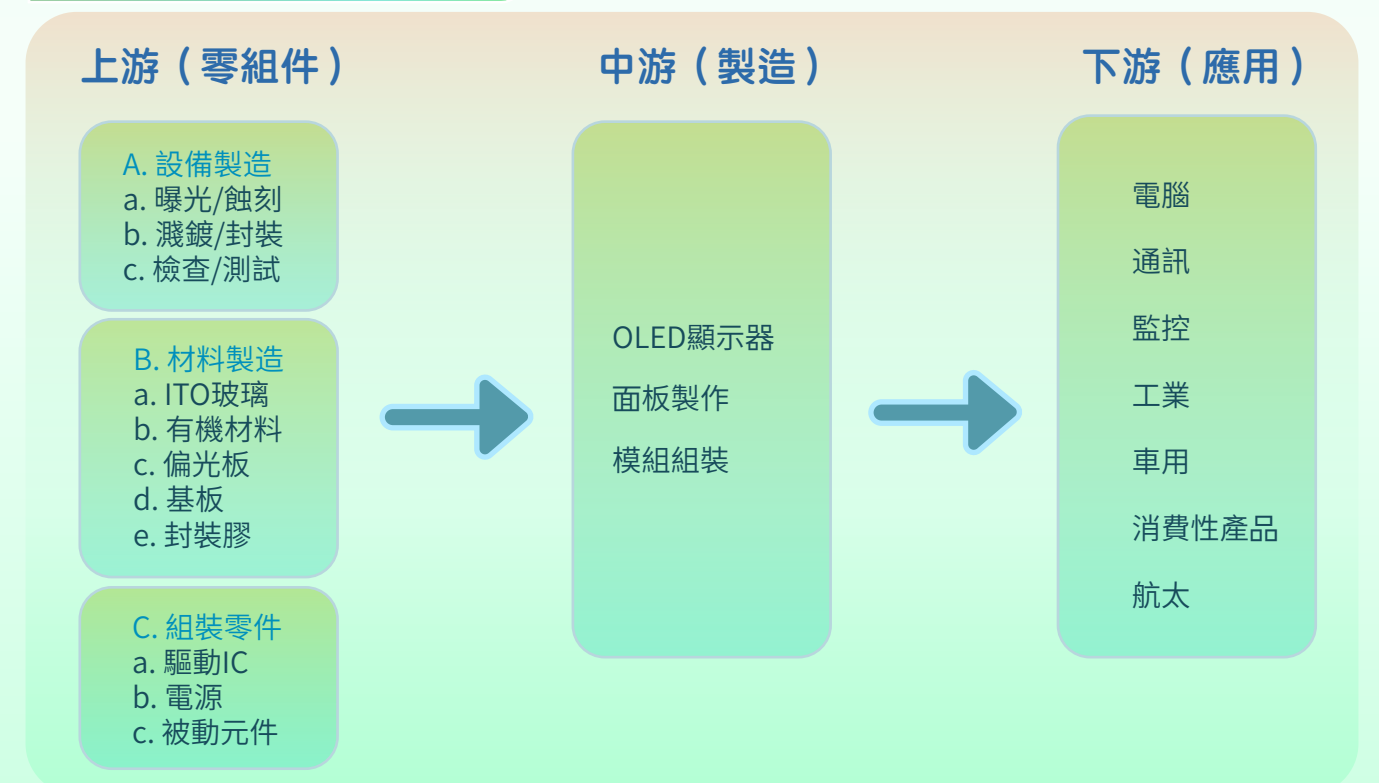 上游（零組件）
A. 設備製造
a. 曝光/蝕刻
b. 濺鍍/封裝
c. 檢查/測試
B. 材料製造
a. ITO玻璃
b. 有機材料
c. 偏光板
d. 基板
e. 封裝膠
C. 組裝零件
a. 驅動IC
b. 電源
c. 被動元件
中游（製造）
OLED顯示器
面板製作
模組組裝
下游（應用）
電腦
通訊
監控
工業
車用
消費性產品
航太